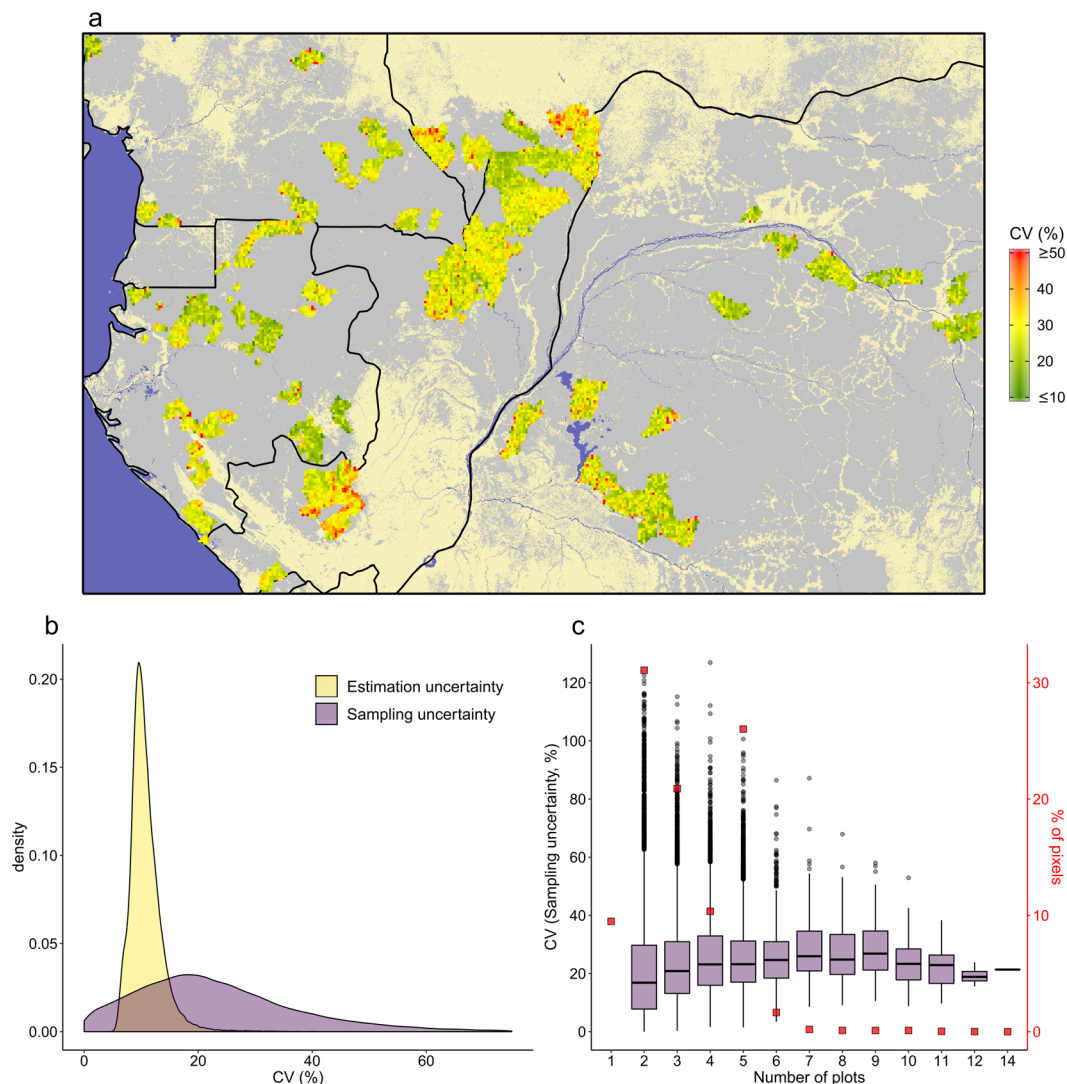 a
CV (%)
≥50
40
30
20
≤10
b
0.20
0.15
0.10
0.05
0.00
density
0
20
40
60
CV (%)
Estimation uncertainty
Sampling uncertainty
c
120
100
80
60
40
20
0
CV (Sampling uncertainty, %)
30
20
10
0
% of pixels
1 2 3 4 5 6 7 8 9 10 11 12 14
Number of plots